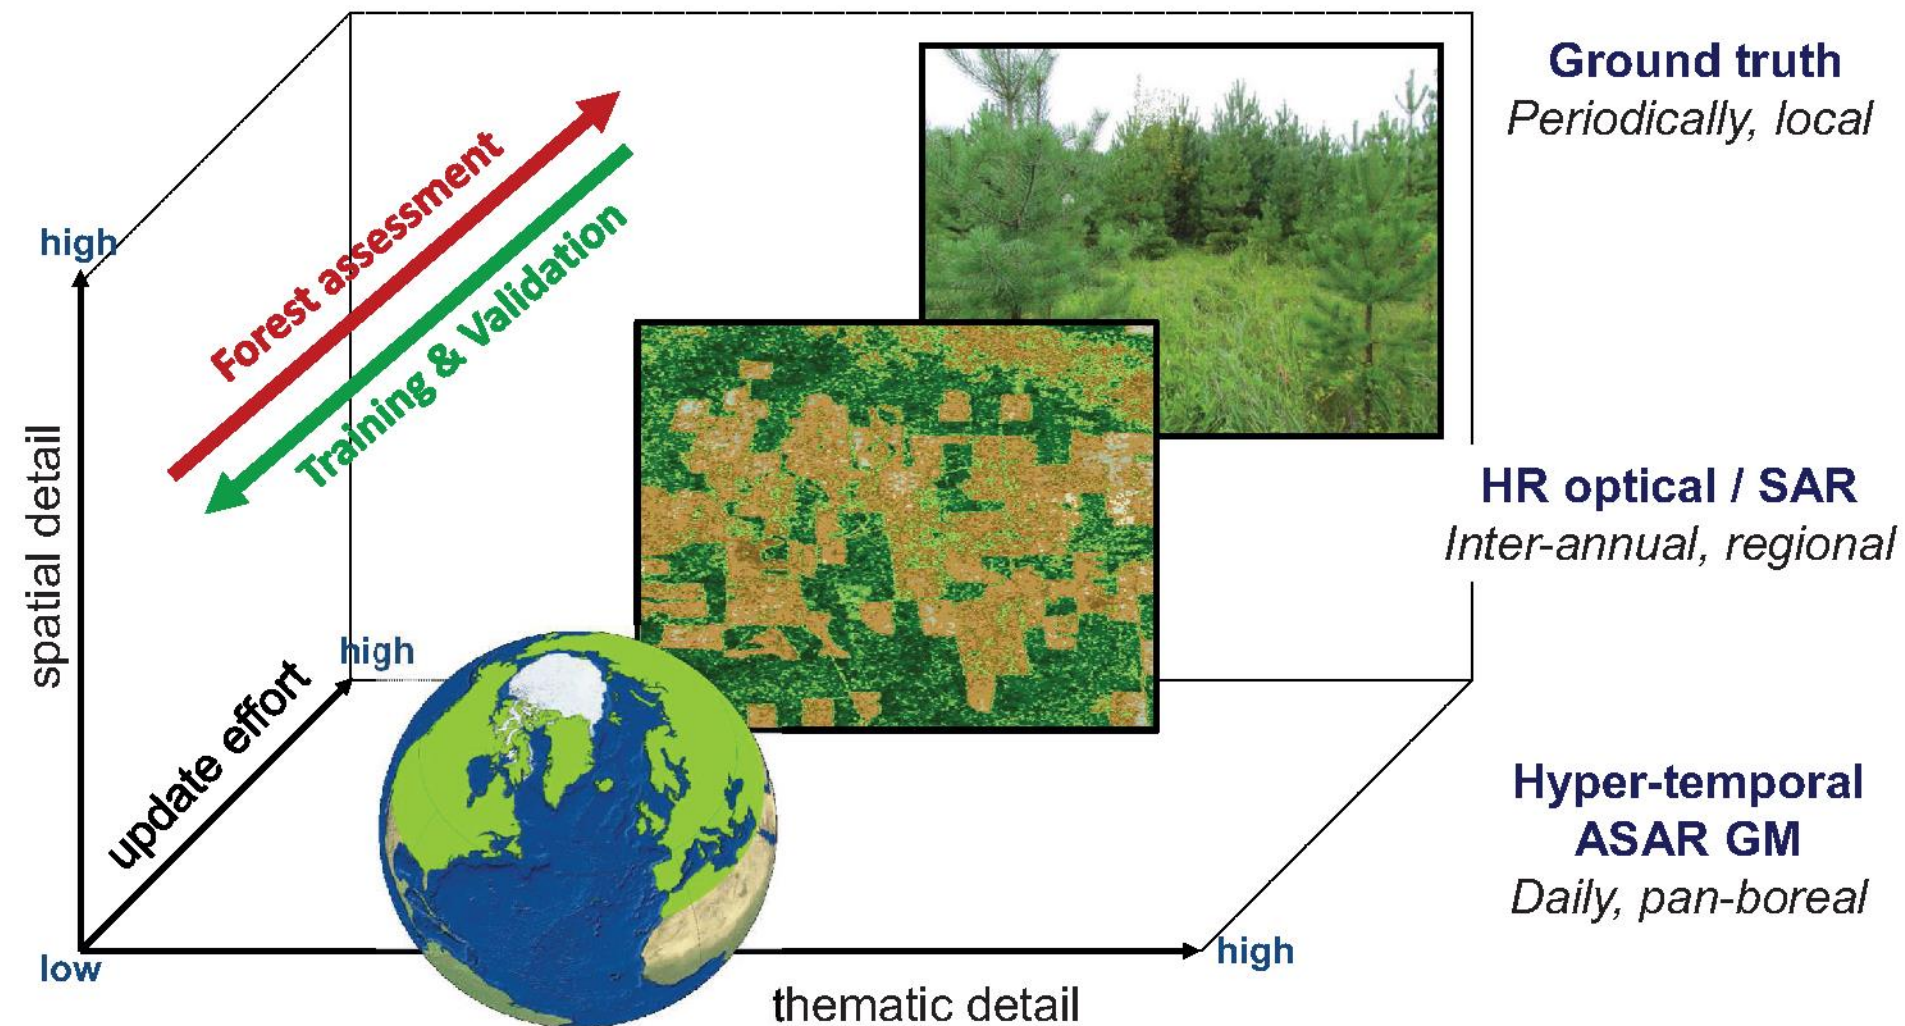 Ground truth
Periodically, local
Forest assessment
Training & Validation
high
spatial detail
HR optical / SAR
Inter-annual, regional
high
update effort
Hyper-temporal
ASAR GM
Daily, pan-boreal
low
high
thematic detail